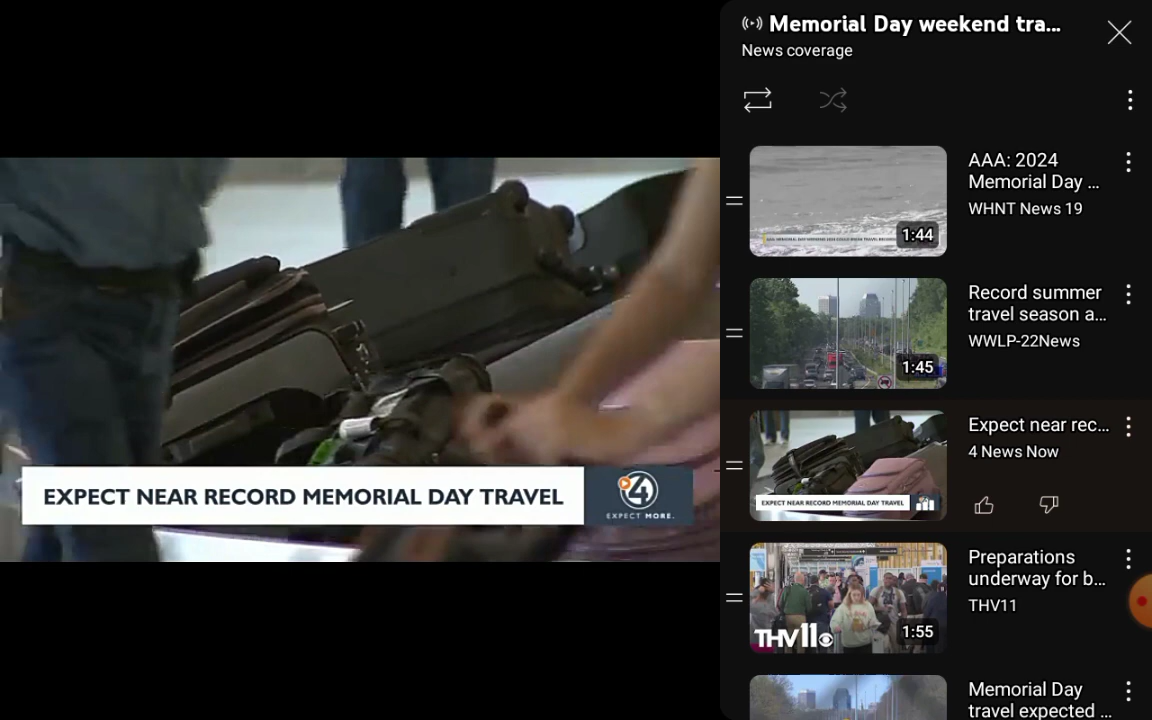 Memorial Day weekend tra...
News coverage
AAA: 2024
Memorial Day ...
WHNT News 19
1:44
Record summer
travel season a...
WWLP-22News
1:45
Expect near rec...
4 News Now
EXPECT NEAR RECORD MEMORIAL DAY TRAVEL
Preparations
underway for b...
THV11
THV11
1:55
Memorial Day
travel expected ...
EXPECT NEAR RECORD MEMORIAL DAY TRAVEL
4
EXPECT MORE.